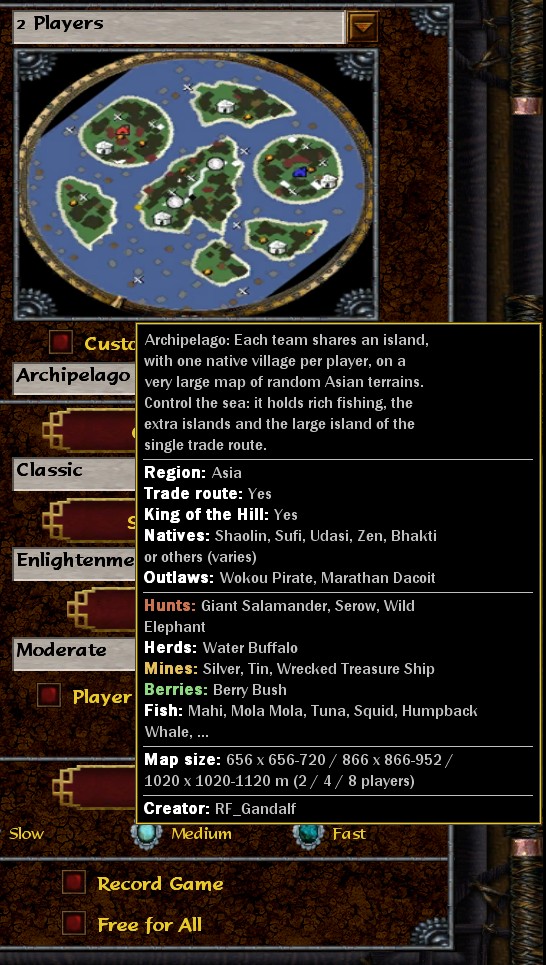 2 Players
Custo
Archipelago
Archipelago: Each team shares an island,
with one native village per player, on a
very large map of random Asian terrains.
Control the sea: it holds rich fishing, the
extra islands and the large island of the
single trade route.
Region: Asia
Trade route: Yes
King of the Hill: Yes
Natives: Shaolin, Sufi, Udasi, Zen, Bhakti
or others (varies)
Outlaws: Wokou Pirate, Marathan Dacoit
Hunts: Giant Salamander, Serow, Wild
Elephant
Herds: Water Buffalo
Mines: Silver, Tin, Wrecked Treasure Ship
Berries: Berry Bush
Fish: Mahi, Mola Mola, Tuna, Squid, Humpback
Whale, ...
Map size: 656 x 656-720 / 866 x 866-952 /
1020 x 1020-1120 m (2 / 4 / 8 players)
Creator: RF_Gandalf
Classic
S
Enlightenme
Moderate
Player
Slow Medium Fast
Record Game
Free for All